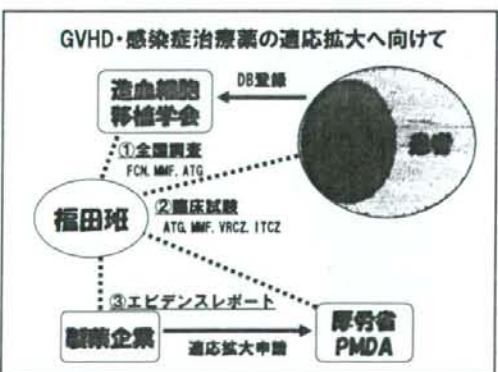 GVHD・感染症治療薬の適応拡大へ向けて
造血細胞
移植学会
DB登録
患者
①全国調査
FCN, MMF, ATG
福田班
②臨床試験
ATG, MMF, VRCZ, ITCZ
③エビデンスレポート
製薬企業
適応拡大申請
厚労省
PMDA